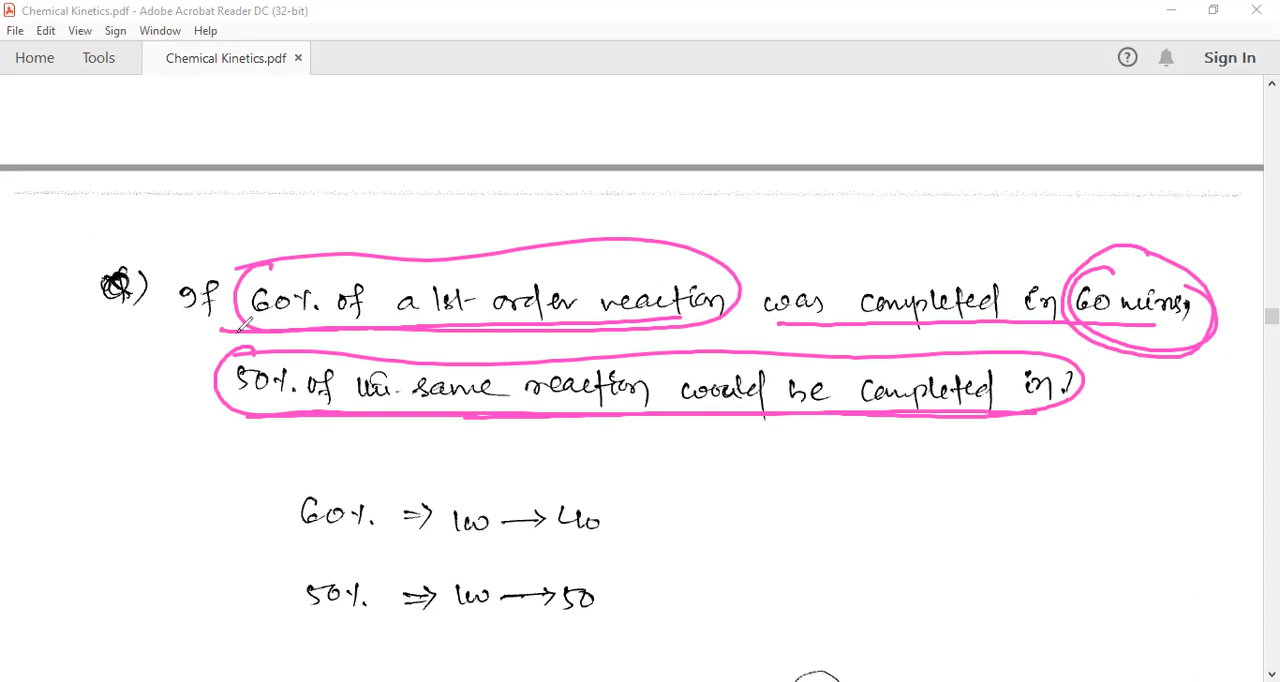 Chemical Kinetics.pdf - Adobe Acrobat Reader DC (32-bit)
File Edit View Sign Window Help
Home Tools Chemical Kinetics.pdf × ? Sign In
Q) If 60% of a 1st order reaction was completed in 60 mins,
50% of the same reaction would be completed in?
60% ⇒ 100 → 40
50% ⇒ 100 → 50